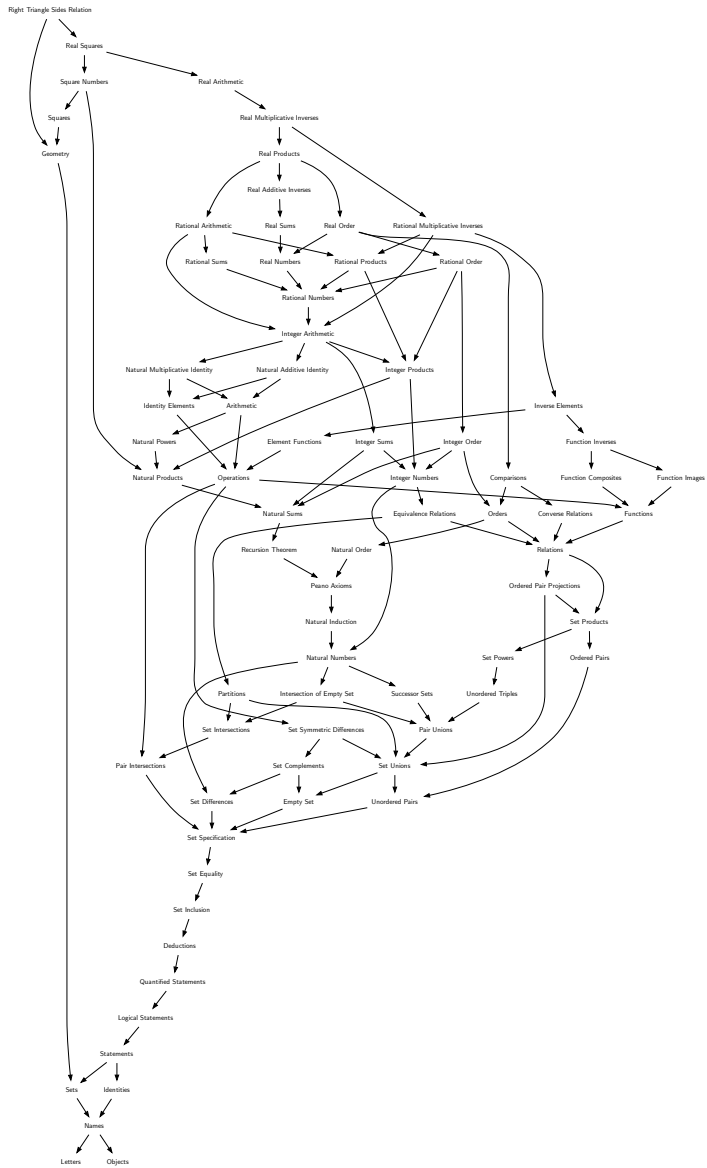 Right Triangle Sides Relation
Real Squares
Square Numbers
Real Arithmetic
Squares
Real Multiplicative Inverses
Geometry
Real Products
Real Additive Inverses
Rational Arithmetic
Real Sums
Real Order
Rational Multiplicative Inverses
Rational Sums
Real Numbers
Rational Products
Rational Order
Rational Numbers
Integer Arithmetic
Natural Multiplicative Identity
Natural Additive Identity
Integer Products
Identity Elements
Arithmetic
Inverse Elements
Natural Powers
Element Functions
Integer Sums
Integer Order
Function Inverses
Natural Products
Operations
Integer Numbers
Comparisons
Function Composites
Function Images
Natural Sums
Equivalence Relations
Orders
Converse Relations
Functions
Recursion Theorem
Natural Order
Relations
Peano Axioms
Ordered Pair Projections
Natural Induction
Set Products
Natural Numbers
Set Powers
Ordered Pairs
Partitions
Intersection of Empty Set
Successor Sets
Unordered Triples
Set Intersections
Set Symmetric Differences
Pair Unions
Pair Intersections
Set Complements
Set Unions
Set Differences
Empty Set
Unordered Pairs
Set Specification
Set Equality
Set Inclusion
Deductions
Quantified Statements
Logical Statements
Statements
Sets
Identities
Names
Letters
Objects